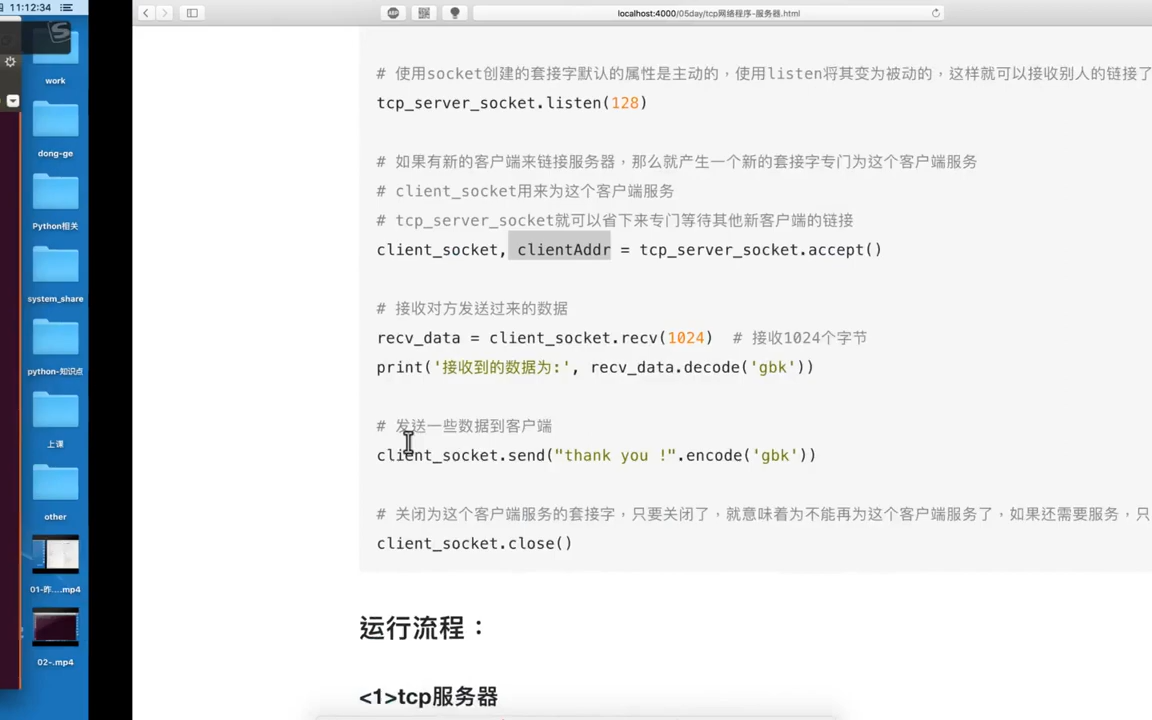 11:12:34
localhost:4000/05day/tcp网络程序-服务器.html
work
dong-ge
Python相关
system_share
python-知识点
上课
other
01-昨....mp4
02-.mp4
# 使用socket创建的套接字默认的属性是主动的，使用listen将其变为被动的，这样就可以接收别人的链接了
tcp_server_socket.listen(128)
# 如果有新的客户端来链接服务器，那么就产生一个新的套接字专门为这个客户端服务
# client_socket用来为这个客户端服务
# tcp_server_socket就可以省下来专门等待其他新客户端的链接
client_socket, clientAddr = tcp_server_socket.accept()
# 接收对方发送过来的数据
recv_data = client_socket.recv(1024)  # 接收1024个字节
print('接收到的数据为:', recv_data.decode('gbk'))
# 发送一些数据到客户端
client_socket.send("thank you !".encode('gbk'))
# 关闭为这个客户端服务的套接字，只要关闭了，就意味着为不能再为这个客户端服务了，如果还需要服务，只
client_socket.close()
运行流程：
<1>tcp服务器